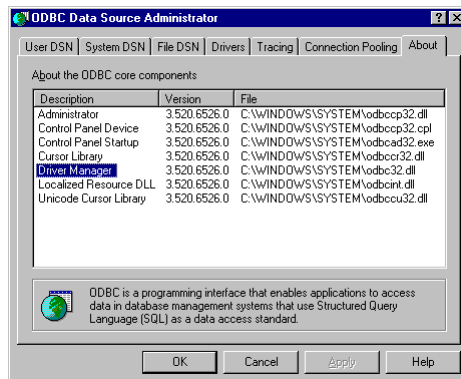 ODBC Data Source Administrator
User DSN System DSN File DSN Drivers Tracing Connection Pooling About
About the ODBC core components
Description Version File
Administrator 3.520.6526.0 C:\WINDOWS\SYSTEM\odbccp32.dll
Control Panel Device 3.520.6526.0 C:\WINDOWS\SYSTEM\odbccp32.cpl
Control Panel Startup 3.520.6526.0 C:\WINDOWS\SYSTEM\odbcad32.exe
Cursor Library 3.520.6526.0 C:\WINDOWS\SYSTEM\odbccr32.dll
Driver Manager 3.520.6526.0 C:\WINDOWS\SYSTEM\odbc32.dll
Localized Resource DLL 3.520.6526.0 C:\WINDOWS\SYSTEM\odbcint.dll
Unicode Cursor Library 3.520.6526.0 C:\WINDOWS\SYSTEM\odbccu32.dll
ODBC is a programming interface that enables applications to access
data in database management systems that use Structured Query
Language (SQL) as a data access standard.
OK Cancel Apply Help